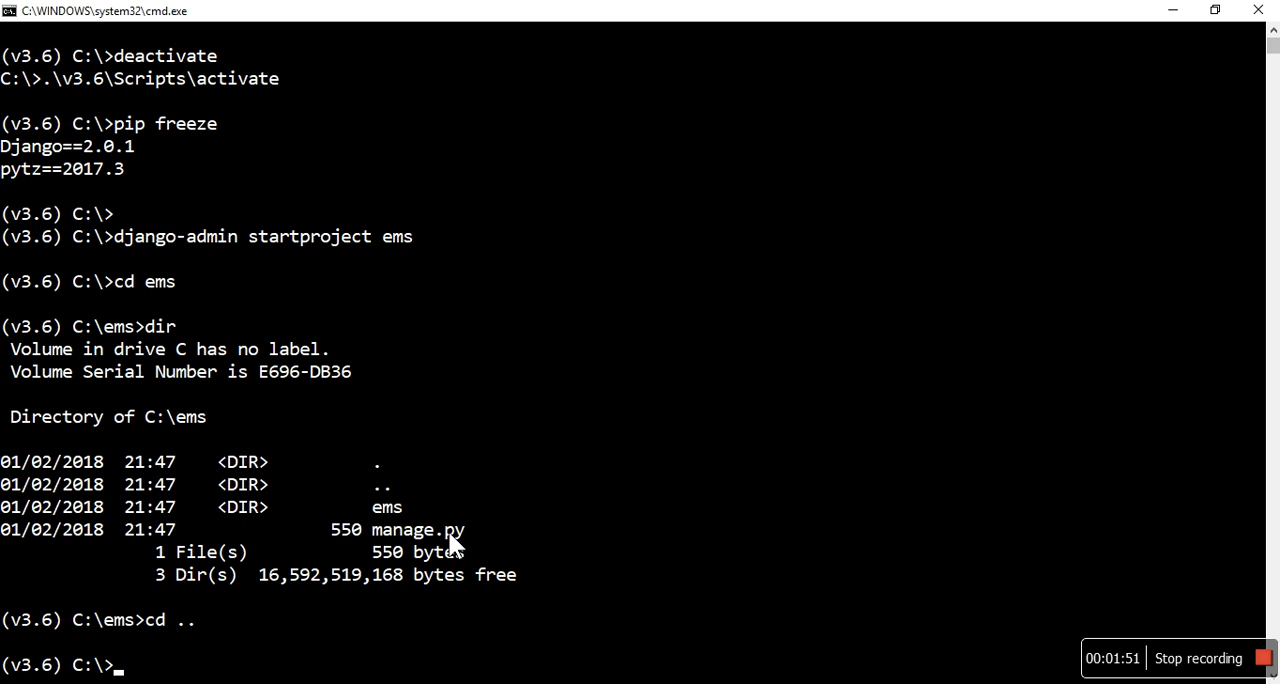 C:\WINDOWS\system32\cmd.exe
(v3.6) C:\>deactivate
C:\>.\v3.6\Scripts\activate
(v3.6) C:\>pip freeze
Django==2.0.1
pytz==2017.3
(v3.6) C:\>
(v3.6) C:\>django-admin startproject ems
(v3.6) C:\>cd ems
(v3.6) C:\ems>dir
Volume in drive C has no label.
Volume Serial Number is E696-DB36
Directory of C:\ems
01/02/2018 21:47 <DIR> .
01/02/2018 21:47 <DIR> ..
01/02/2018 21:47 <DIR> ems
01/02/2018 21:47 550 manage.py
1 File(s) 550 bytes
3 Dir(s) 16,592,519,168 bytes free
(v3.6) C:\ems>cd ..
(v3.6) C:\>_
00:01:51 Stop recording